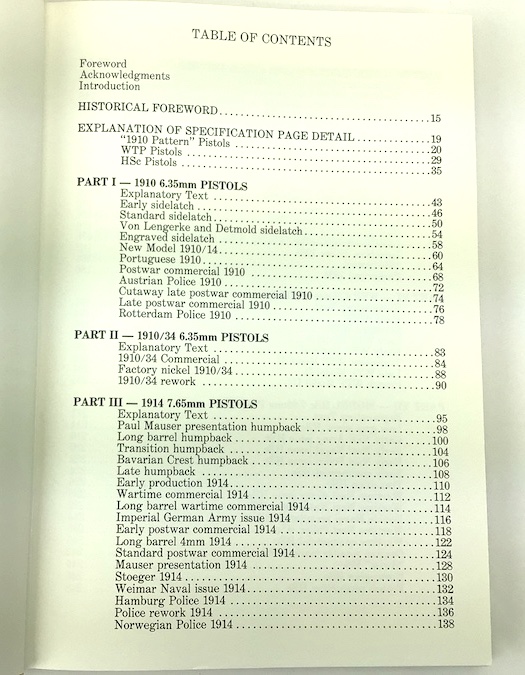 TABLE OF CONTENTS
Foreword
Acknowledgments
Introduction
HISTORICAL FOREWORD 15
EXPLANATION OF SPECIFICATION PAGE DETAIL 19
"1910 Pattern" Pistols 20
WTP Pistols 29
HSc Pistols 35
PART I — 1910 6.35mm PISTOLS
Explanatory Text 43
Early sidelatch 46
Standard sidelatch 50
Von Lengerke and Detmold sidelatch 54
Engraved sidelatch 58
New Model 1910/14 60
Portuguese 1910 64
Postwar commercial 1910 68
Austrian Police 1910 72
Cutaway late postwar commercial 1910 74
Late postwar commercial 1910 76
Rotterdam Police 1910 78
PART II — 1910/34 6.35mm PISTOLS
Explanatory Text 83
1910/34 Commercial 84
Factory nickel 1910/34 88
1910/34 rework 90
PART III — 1914 7.65mm PISTOLS
Explanatory Text 95
Paul Mauser presentation humpback 98
Long barrel humpback 100
Transition humpback 104
Bavarian Crest humpback 106
Late humpback 108
Early production 1914 110
Wartime commercial 1914 112
Long barrel wartime commercial 1914 114
Imperial German Army issue 1914 116
Early postwar commercial 1914 118
Long barrel 4mm 1914 122
Standard postwar commercial 1914 124
Mauser presentation 1914 128
Stoeger 1914 130
Weimar Naval issue 1914 132
Hamburg Police 1914 134
Police rework 1914 136
Norwegian Police 1914 138